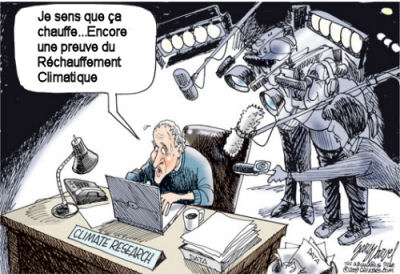 Je sens que ça
chauffe...Encore
une preuve du
Réchauffement
Climatique
CLIMATE RESEARCH
DATA
DATA